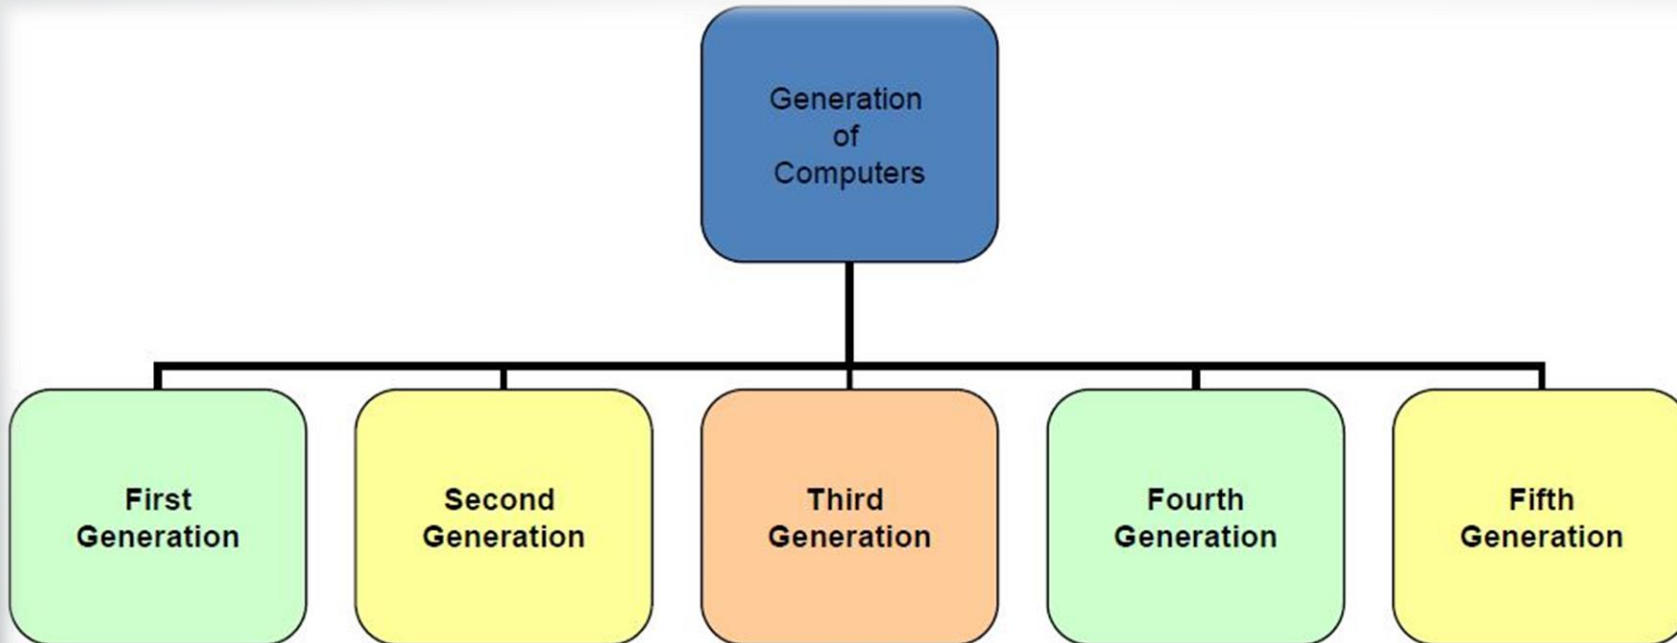 Generation
of
Computers
First
Generation
Second
Generation
Third
Generation
Fourth
Generation
Fifth
Generation